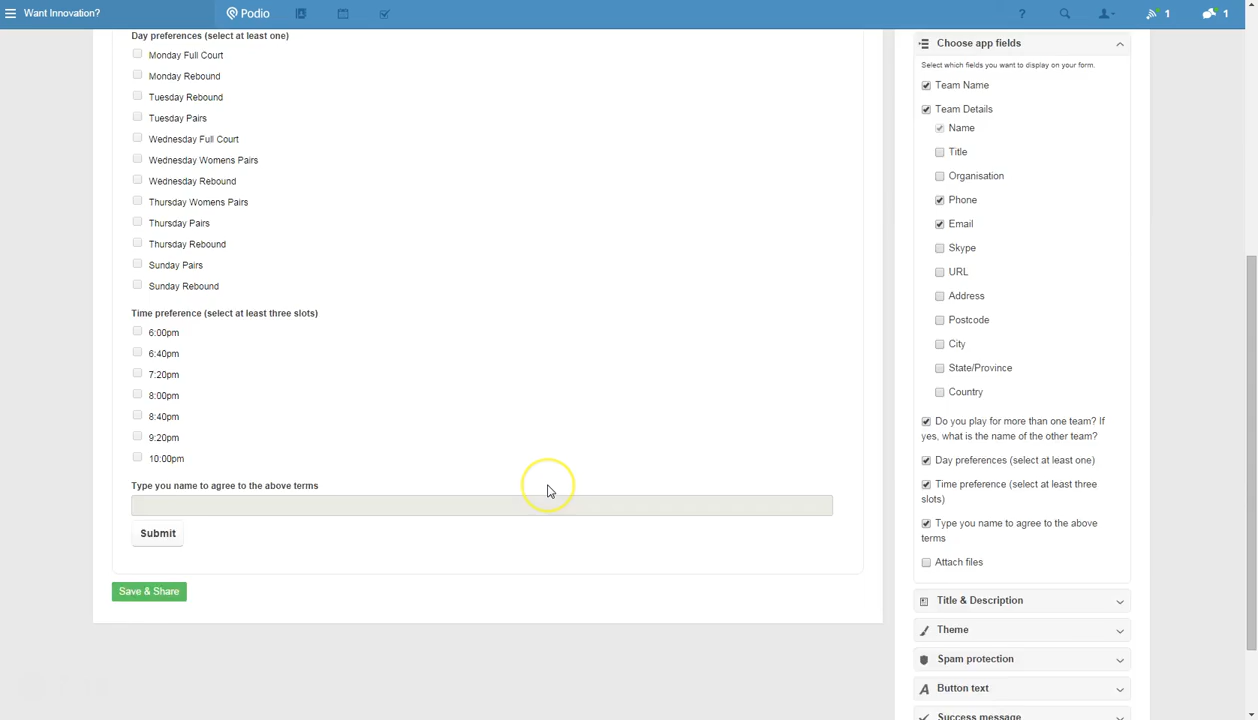 Want Innovation?
Podio
?
1
1
Day preferences (select at least one)
Monday Full Court
Monday Rebound
Tuesday Rebound
Tuesday Pairs
Wednesday Full Court
Wednesday Womens Pairs
Wednesday Rebound
Thursday Womens Pairs
Thursday Pairs
Thursday Rebound
Sunday Pairs
Sunday Rebound
Time preference (select at least three slots)
6:00pm
6:40pm
7:20pm
8:00pm
8:40pm
9:20pm
10:00pm
Type you name to agree to the above terms
Submit
Save & Share
Choose app fields
Select which fields you want to display on your form.
Team Name
Team Details
Name
Title
Organisation
Phone
Email
Skype
URL
Address
Postcode
City
State/Province
Country
Do you play for more than one team? If
yes, what is the name of the other team?
Day preferences (select at least one)
Time preference (select at least three
slots)
Type you name to agree to the above
terms
Attach files
Title & Description
Theme
Spam protection
Button text
Success message